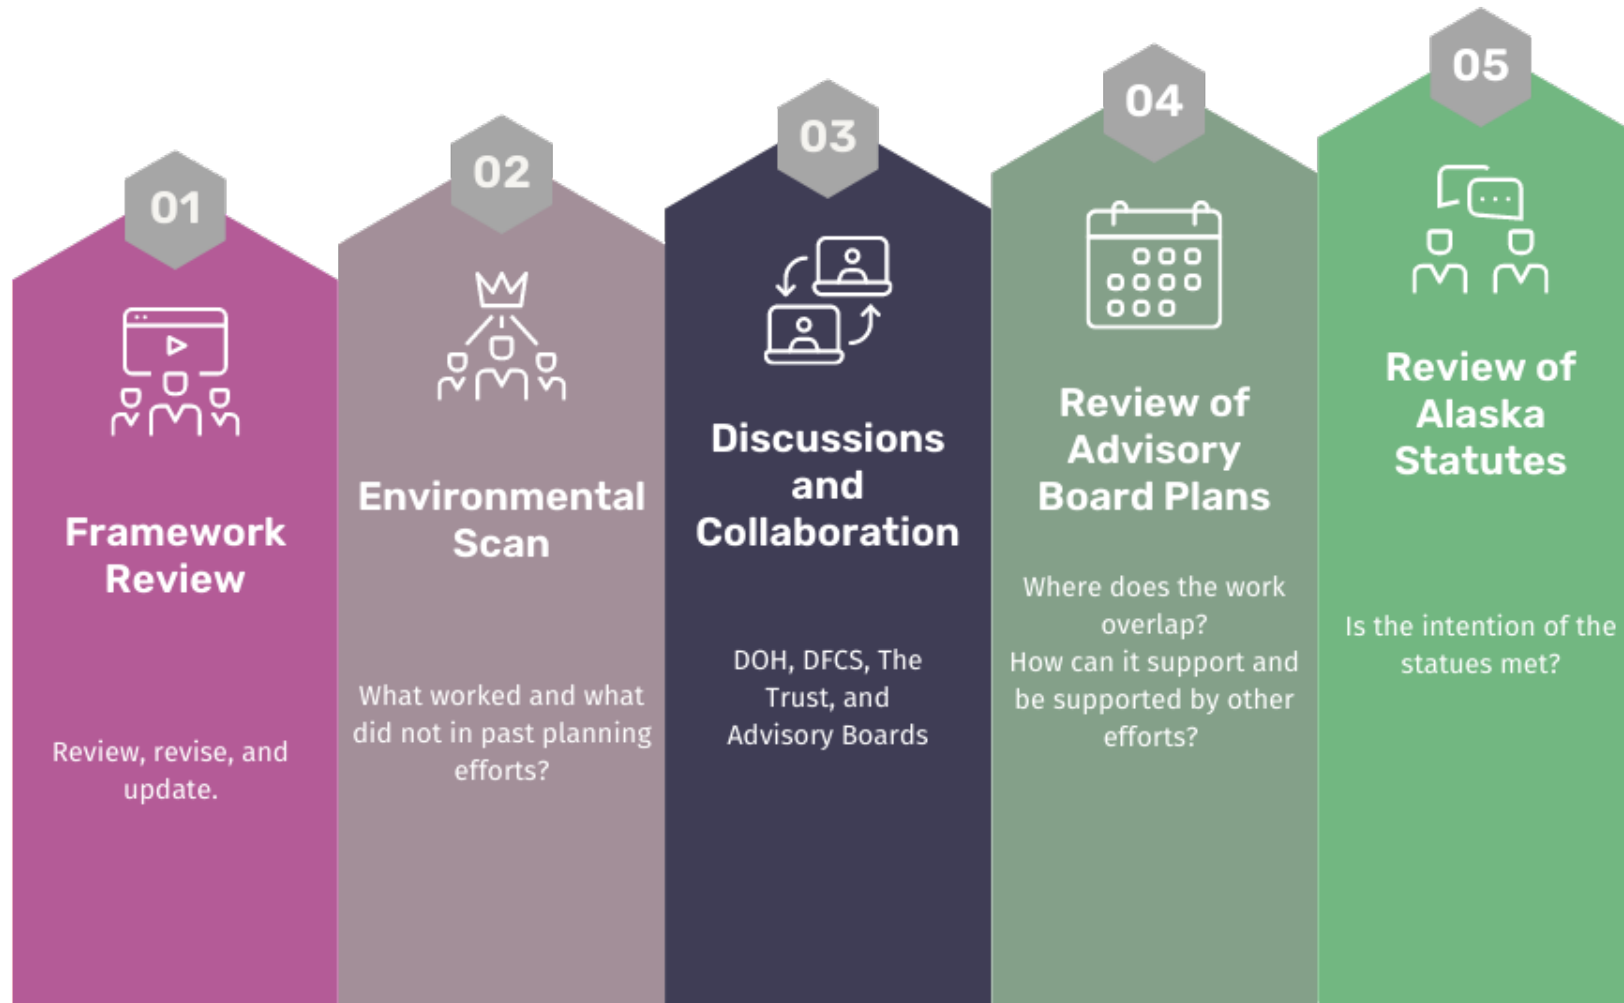 01
Framework
Review
Review, revise, and
update.
02
Environmental
Scan
What worked and what
did not in past planning
efforts?
03
Discussions
and
Collaboration
DOH, DFCS, The
Trust, and
Advisory Boards
04
Review of
Advisory
Board Plans
Where does the work
overlap?
How can it support and
be supported by other
efforts?
05
Review of
Alaska
Statutes
Is the intention of the
statues met?